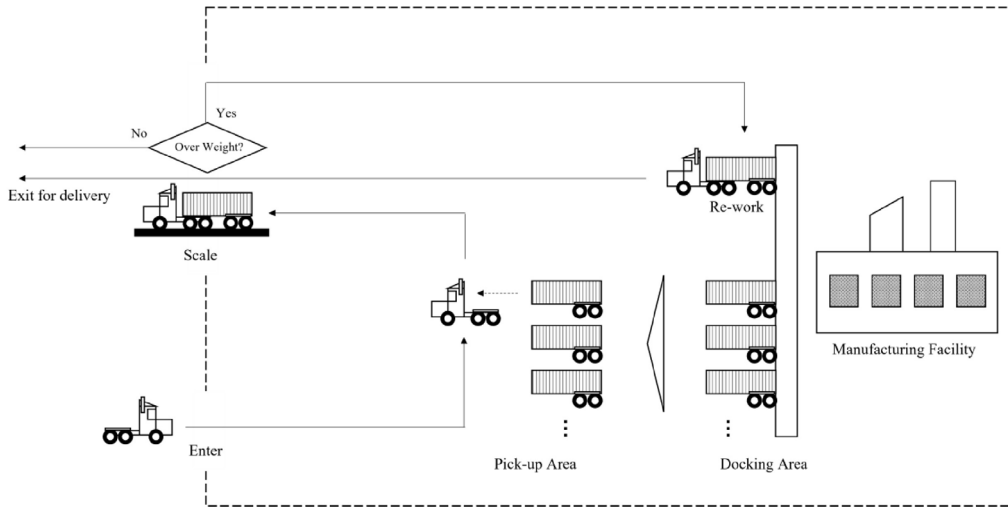 Yes
No
Over Weight?
Exit for delivery
Re-work
Scale
Manufacturing Facility
Enter
Pick-up Area
Docking Area